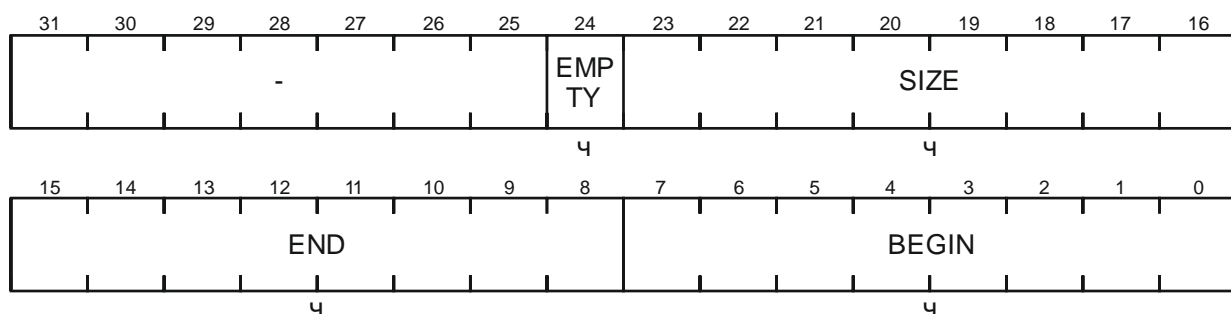 31 30 29 28 27 26 25 24 23 22 21 20 19 18 17 16
- EMP TY SIZE
ч ч
15 14 13 12 11 10 9 8 7 6 5 4 3 2 1 0
END BEGIN
ч ч